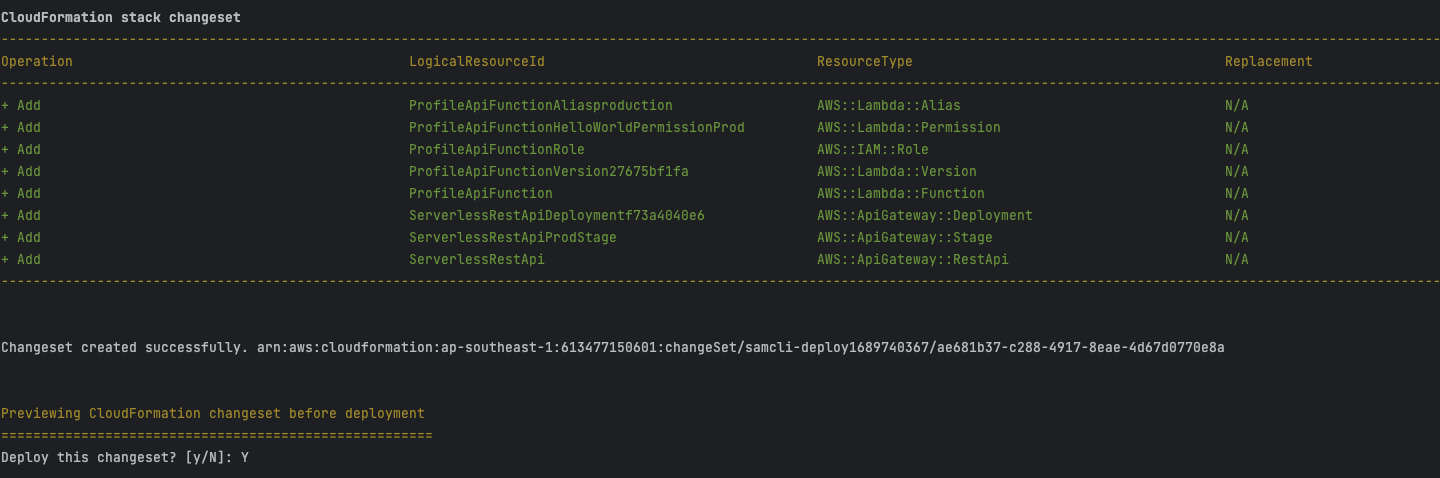 CloudFormation stack changeset
---------------------------------------------------------------------------------------------------------------------------------------------------------------------------------
Operation LogicalResourceId ResourceType Replacement
---------------------------------------------------------------------------------------------------------------------------------------------------------------------------------
+ Add ProfileApiFunctionAliasproduction AWS::Lambda::Alias N/A
+ Add ProfileApiFunctionHelloWorldPermissionProd AWS::Lambda::Permission N/A
+ Add ProfileApiFunctionRole AWS::IAM::Role N/A
+ Add ProfileApiFunctionVersion27675bf1fa AWS::Lambda::Version N/A
+ Add ProfileApiFunction AWS::Lambda::Function N/A
+ Add ServerlessRestApiDeploymentf73a4040e6 AWS::ApiGateway::Deployment N/A
+ Add ServerlessRestApiProdStage AWS::ApiGateway::Stage N/A
+ Add ServerlessRestApi AWS::ApiGateway::RestApi N/A
---------------------------------------------------------------------------------------------------------------------------------------------------------------------------------
Changeset created successfully. arn:aws:cloudformation:ap-southeast-1:613477150601:changeSet/samcli-deploy1689740367/ae681b37-c288-4917-8eae-4d67d0770e8a
Previewing CloudFormation changeset before deployment
======================================================
Deploy this changeset? [y/N]: Y